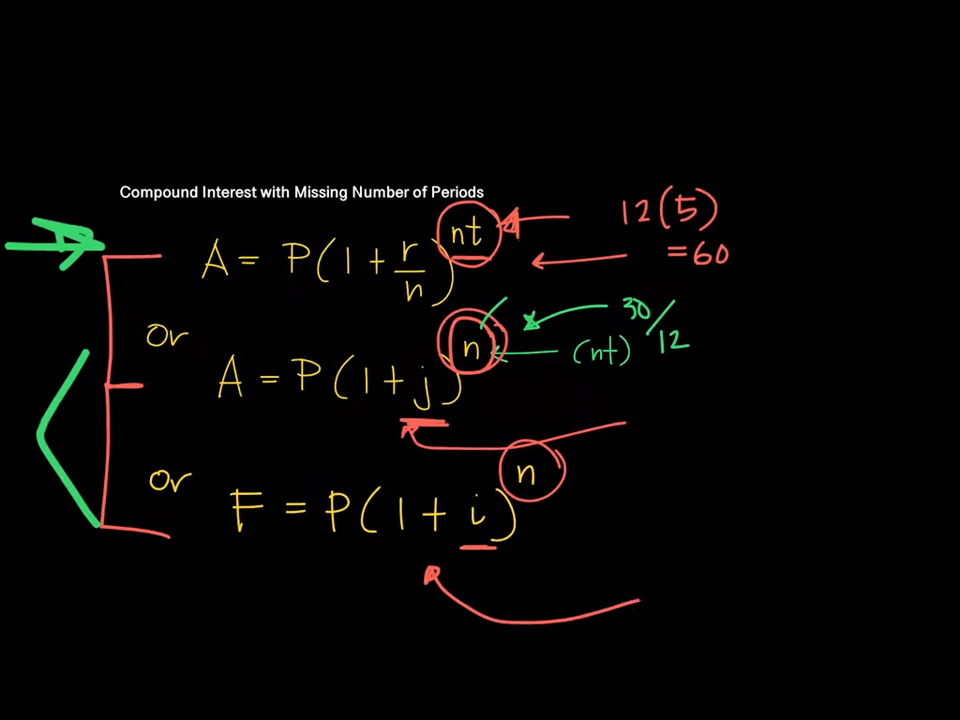 Compound Interest with Missing Number of Periods
12(5)
A = P(1 + r/n)^nt
=60
or
30/12
A = P(1 + j)^n
(nt)
or
F = P(1 + i)^n